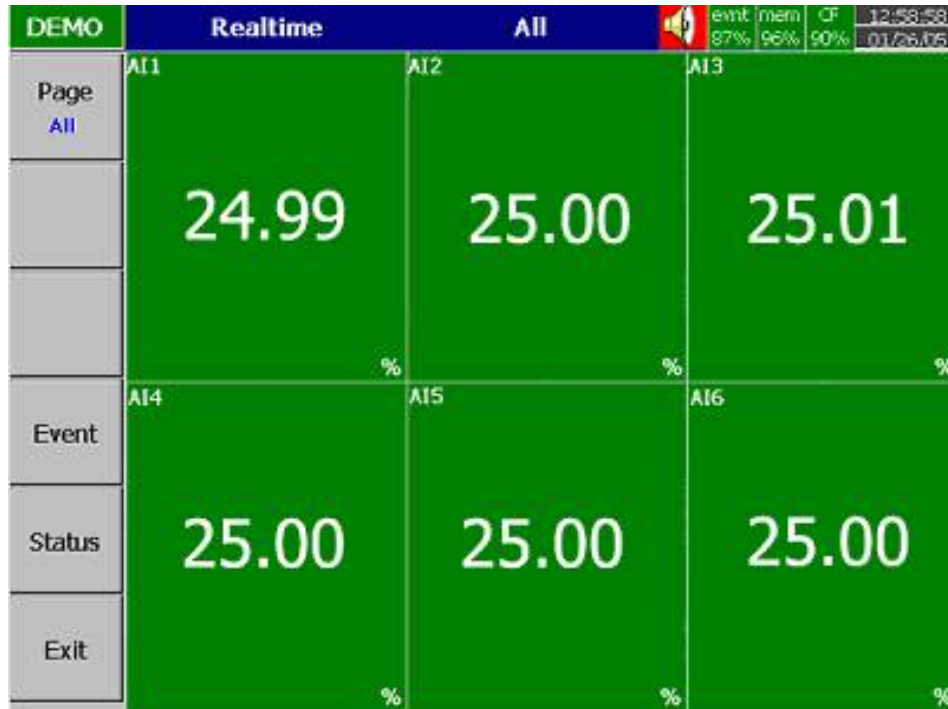 DEMO Realtime All evnt mem CF 12:58:58
87% 96% 90% 01/26/05
Page
All
AI1 AI2 AI3
24.99 25.00 25.01
% % %
AI4 AI5 AI6
Event
Status
25.00 25.00 25.00
Exit
% % %